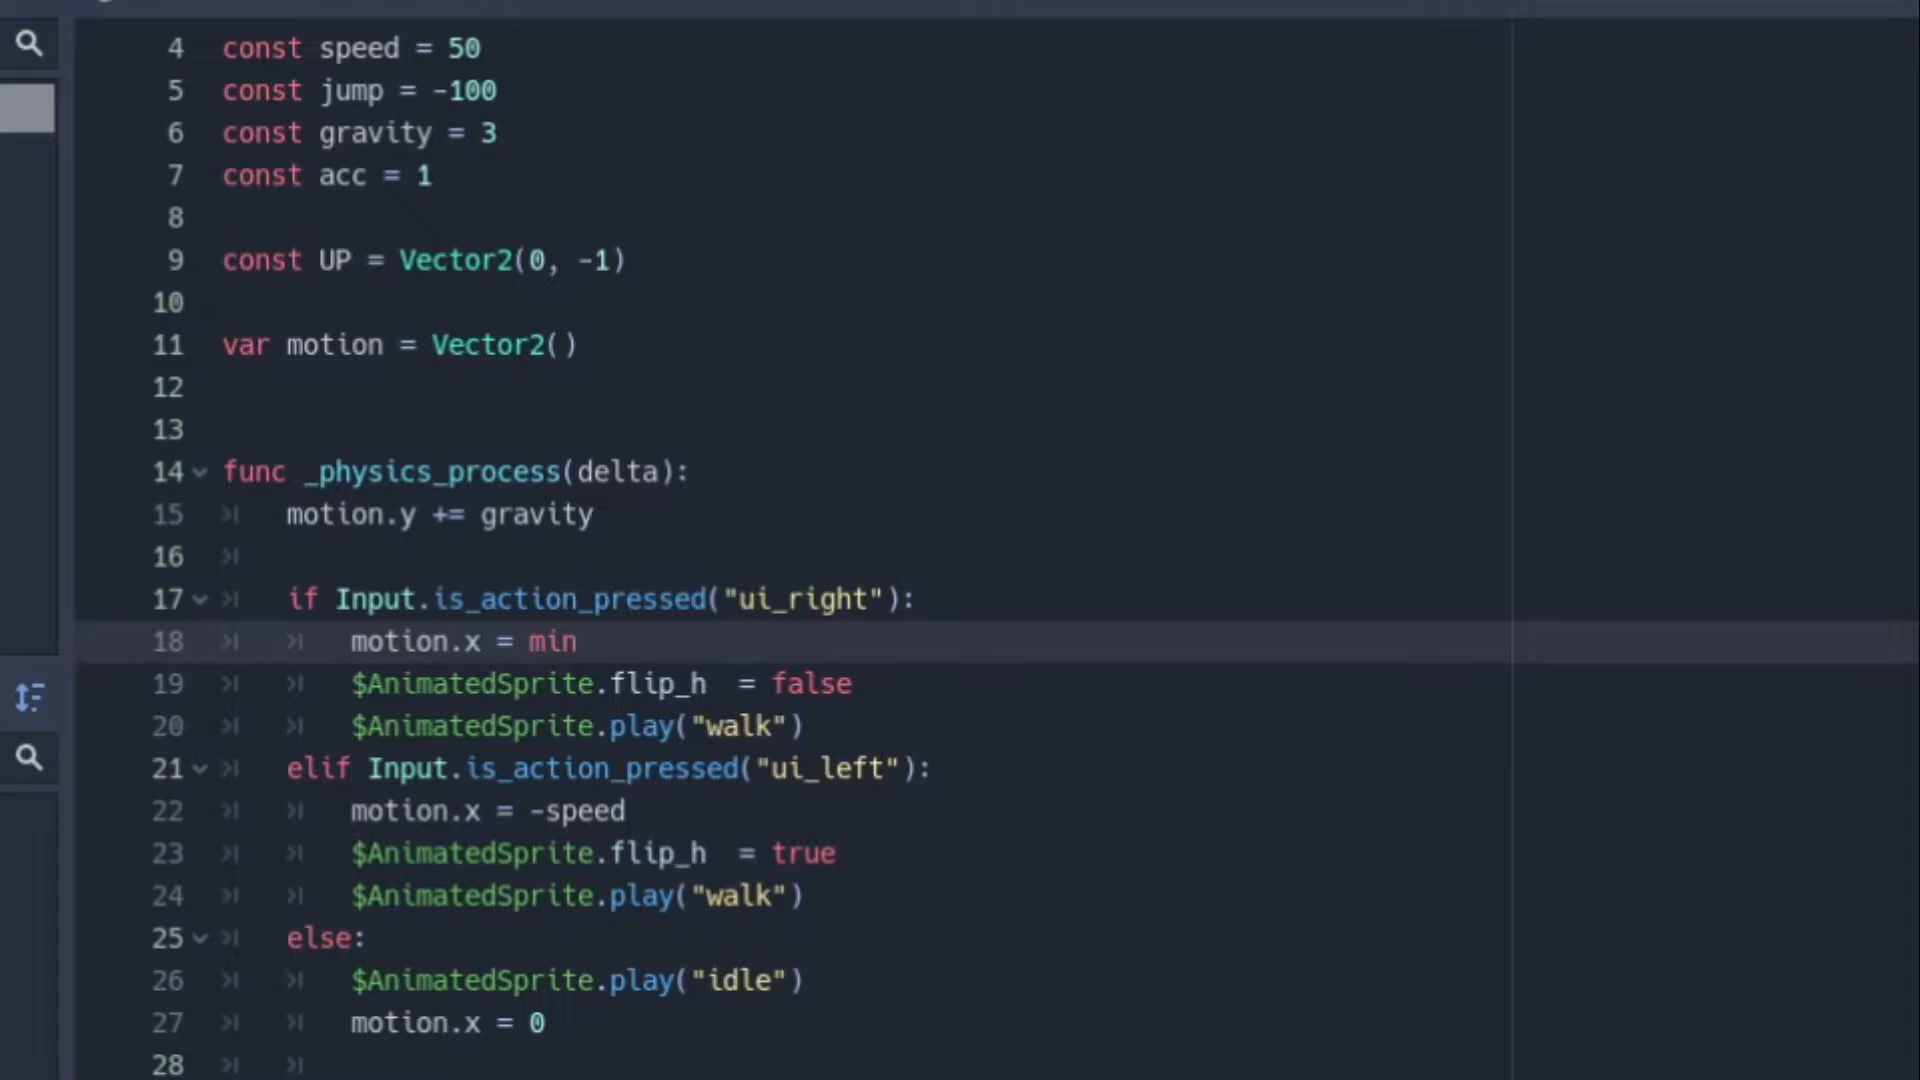 4 const speed = 50
5 const jump = -100
6 const gravity = 3
7 const acc = 1
8
9 const UP = Vector2(0, -1)
10
11 var motion = Vector2()
12
13
14 func _physics_process(delta):
15 motion.y += gravity
16
17 if Input.is_action_pressed("ui_right"):
18 motion.x = min
19 $AnimatedSprite.flip_h  = false
20 $AnimatedSprite.play("walk")
21 elif Input.is_action_pressed("ui_left"):
22 motion.x = -speed
23 $AnimatedSprite.flip_h  = true
24 $AnimatedSprite.play("walk")
25 else:
26 $AnimatedSprite.play("idle")
27 motion.x = 0
28